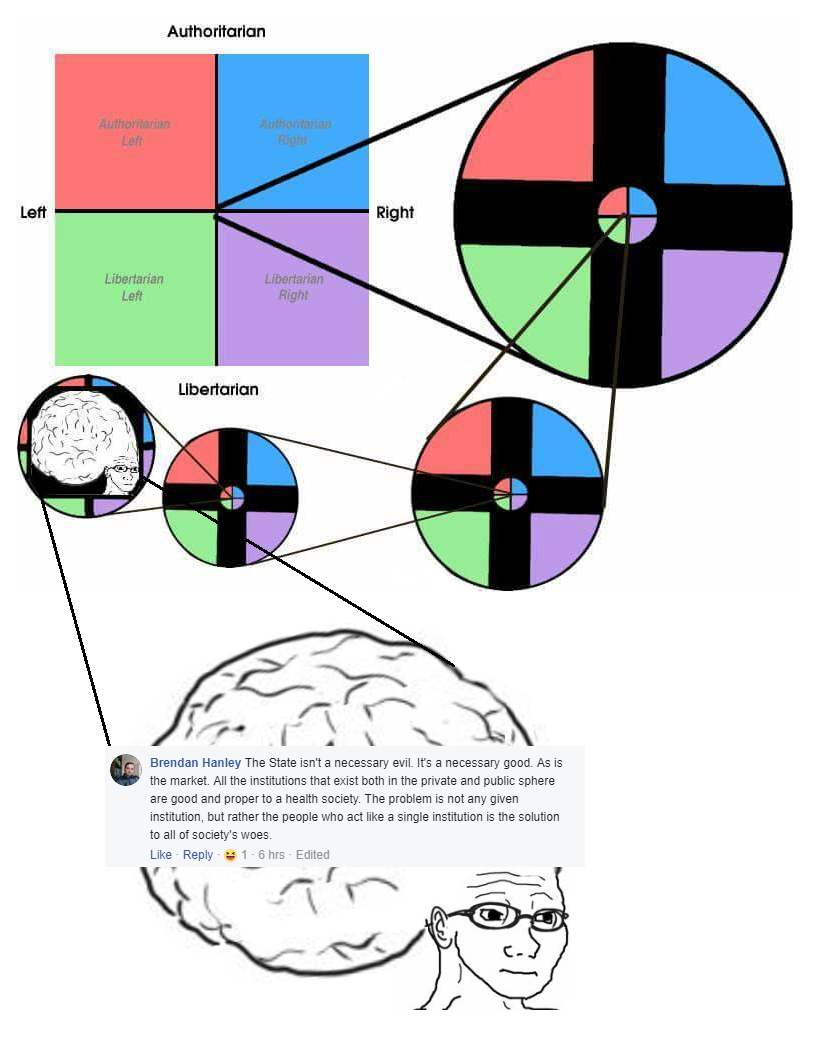 Authoritarian
Authoritarian
Left
Authoritarian
Right
Left
Right
Libertarian
Left
Libertarian
Right
Libertarian
Brendan Hanley The State isn't a necessary evil. It's a necessary good. As is
the market. All the institutions that exist both in the private and public sphere
are good and proper to a health society. The problem is not any given
institution, but rather the people who act like a single institution is the solution
to all of society's woes.
Like · Reply · 😆 1 · 6 hrs · Edited